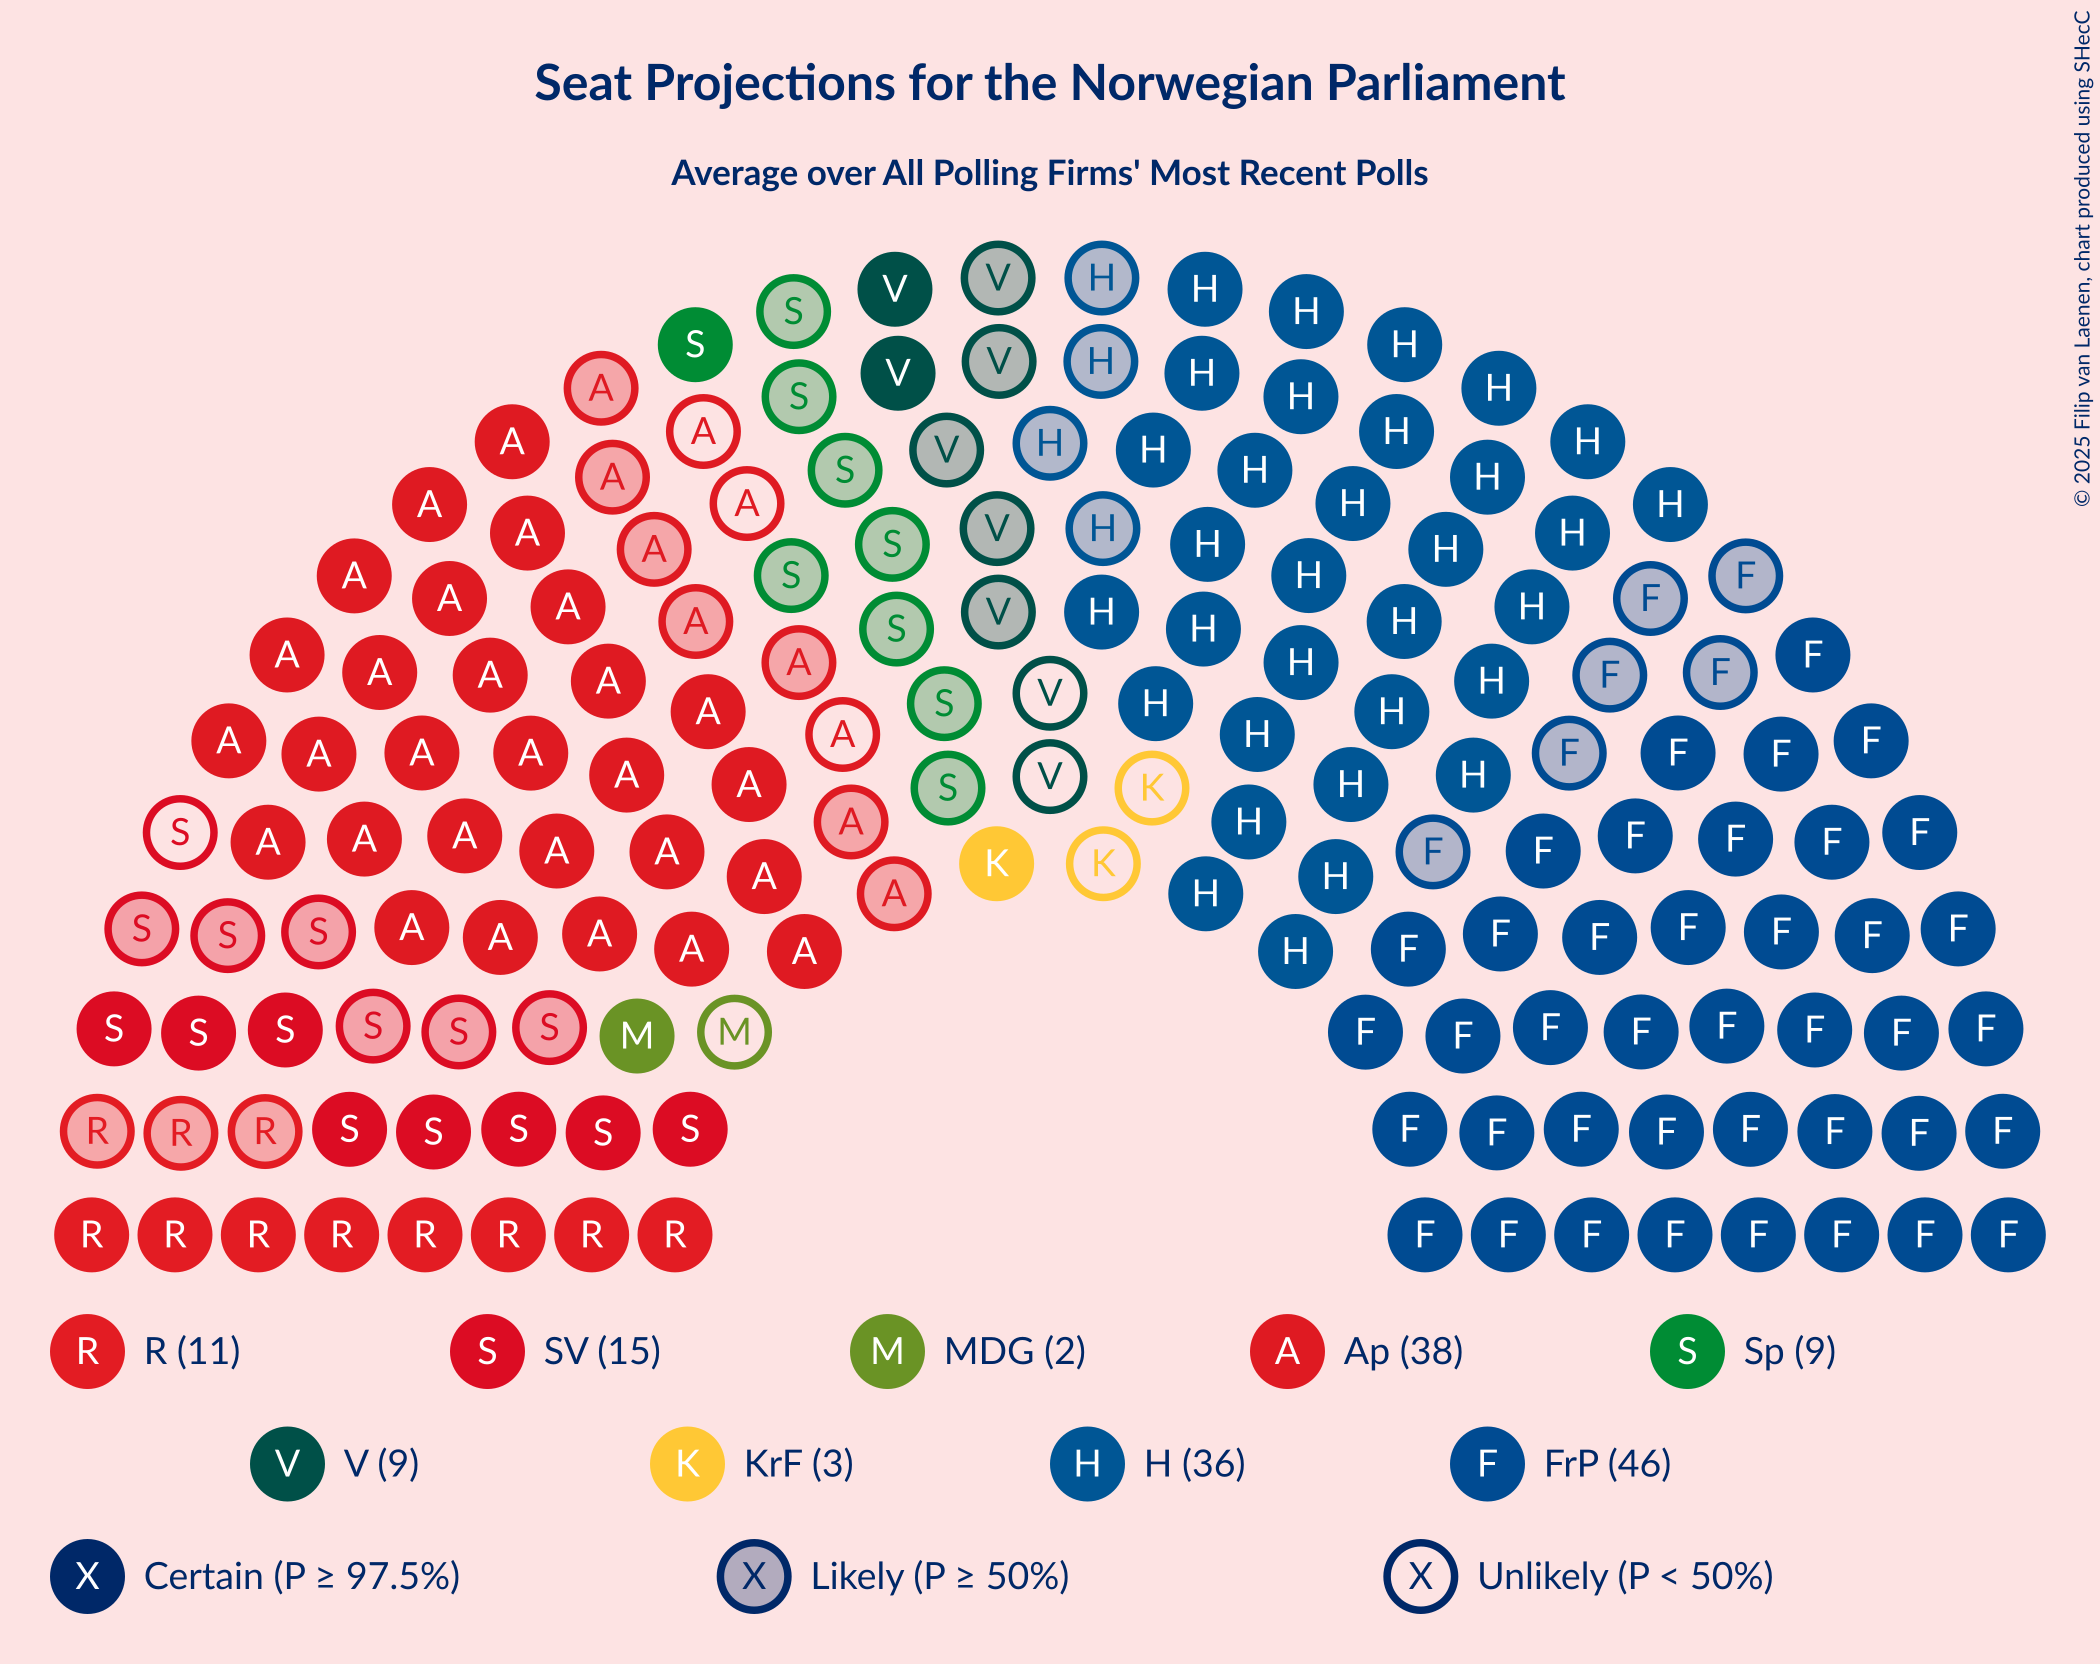 Seat Projections for the Norwegian Parliament
Average over All Polling Firms' Most Recent Polls
© 2025 Filip van Laenen, chart produced using SHecC
V V H H
S S V V H H H H
A S V H H H
A A S V H H H H
A A A S V H H H H
A A A S V H H H H
A A A S S V H H H H F F
A A A A S V H H H H F F
A A A A A V H H H F F F
A A A A A A A S V K H H H H F F F F
S A A A A A A A K K H H H F F F F F F
S S S A A A A A A H H F F F F F F F
S S S S S S M M F F F F F F F F
R R R S S S S S F F F F F F F F
R R R R R R R R F F F F F F F F
R R (11) S SV (15) M MDG (2) A Ap (38) S Sp (9)
V V (9) K KrF (3) H H (36) F FrP (46)
X Certain (P ≥ 97.5%) X Likely (P ≥ 50%) X Unlikely (P < 50%)